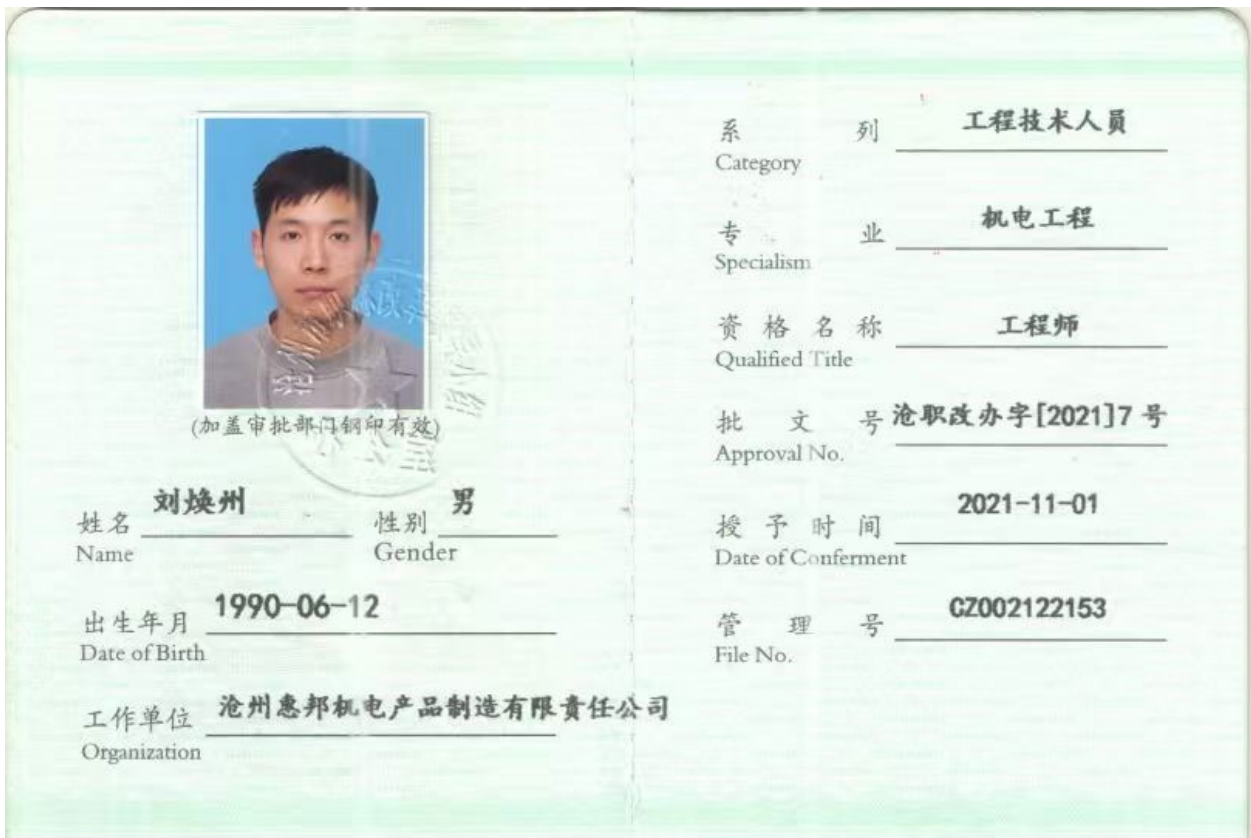 (加盖审批部门钢印有效)
姓名 刘焕州 性别 男
Name Gender
出生年月 1990-06-12
Date of Birth
工作单位 沧州惠邦机电产品制造有限责任公司
Organization
系列 工程技术人员
Category
专业 机电工程
Specialism
资格名称 工程师
Qualified Title
批文号 沧职改办字[2021]7号
Approval No.
授予时间 2021-11-01
Date of Conferment
管理号 CZ002122153
File No.